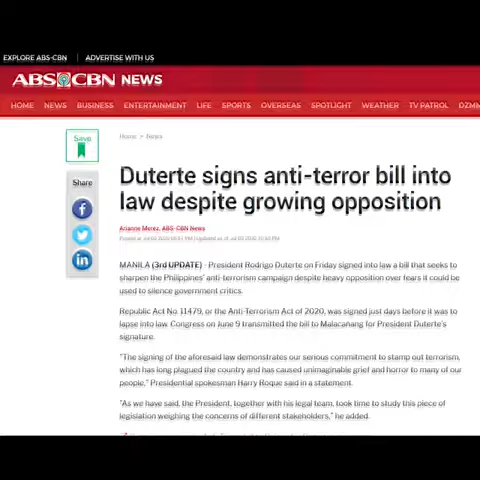 EXPLORE ABS-CBN ADVERTISE WITH US
ABS CBN NEWS
HOME NEWS BUSINESS ENTERTAINMENT LIFE SPORTS OVERSEAS SPOTLIGHT WEATHER TV PATROL DZMM
Save
Home > News
Share
Duterte signs anti-terror bill into
law despite growing opposition
Arianne Merez, ABS-CBN News
MANILA (3rd UPDATE) - President Rodrigo Duterte on Friday signed into law a bill that seeks to
sharpen the Philippines' anti-terrorism campaign despite heavy opposition over fears it could be
used to silence government critics.
Republic Act No. 11479, or the Anti-Terrorism Act of 2020, was signed just days before it was to
lapse into law. Congress on June 9 transmitted the bill to Malacanang for President Duterte's
signature.
"The signing of the aforesaid law demonstrates our serious commitment to stamp out terrorism,
which has long plagued the country and has caused unimaginable grief and horror to many of our
people," Presidential spokesman Harry Roque said in a statement.
"As we have said, the President, together with his legal team, took time to study this piece of
legislation weighing the concerns of different stakeholders," he added.